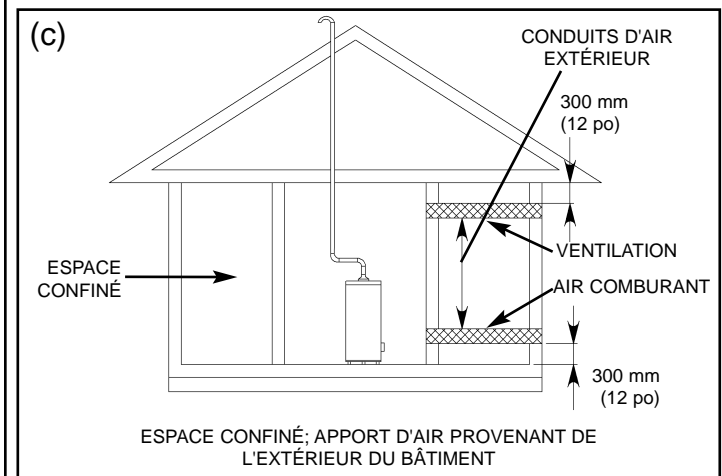 (c)
CONDUITS D'AIR
EXTÉRIEUR
300 mm
(12 po)
VENTILATION
ESPACE
CONFINÉ
AIR COMBURANT
300 mm
(12 po)
ESPACE CONFINÉ; APPORT D'AIR PROVENANT DE
L'EXTÉRIEUR DU BÂTIMENT